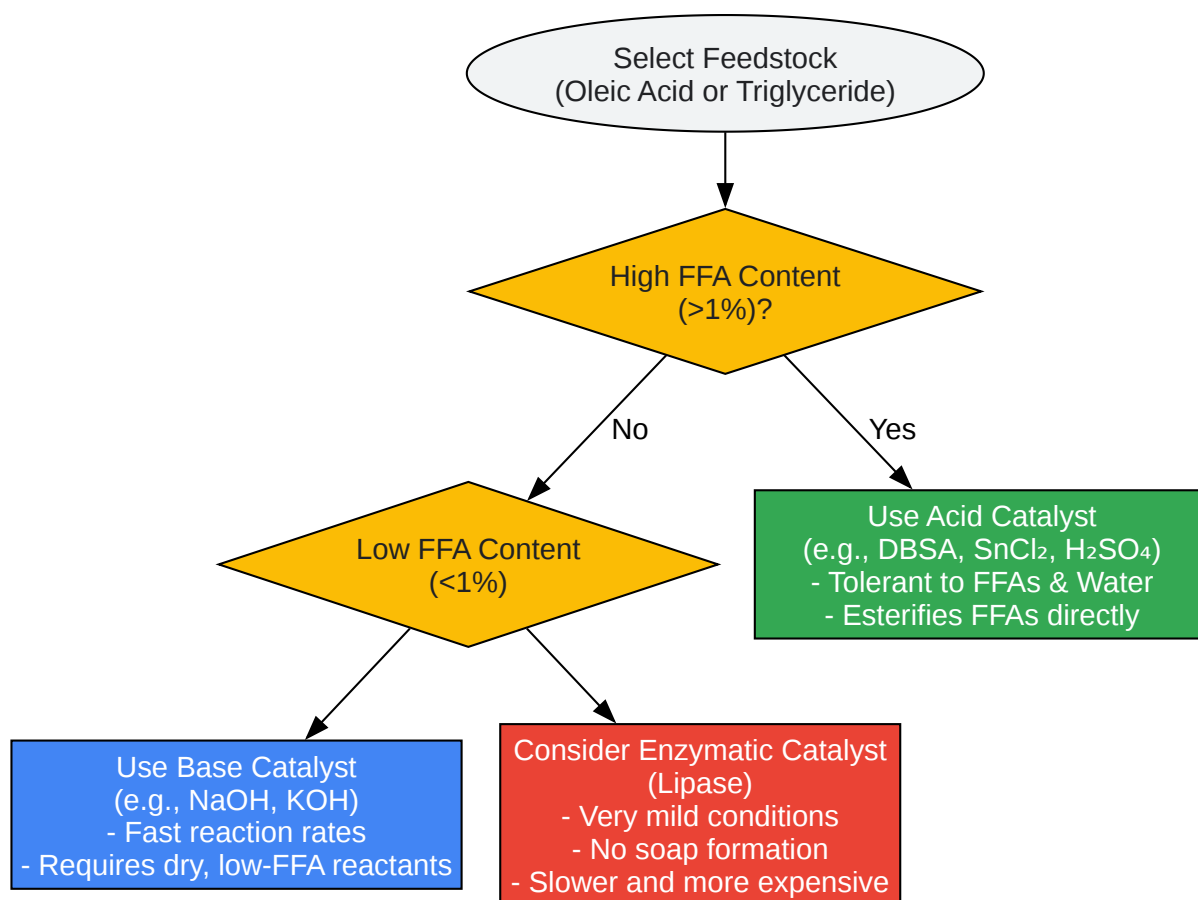 Select Feedstock
(Oleic Acid or Triglyceride)
High FFA Content
(>1%)?
No
Yes
Low FFA Content
(<1%)
Use Acid Catalyst
(e.g., DBSA, SnCl₂, H₂SO₄)
- Tolerant to FFAs & Water
- Esterifies FFAs directly
Use Base Catalyst
(e.g., NaOH, KOH)
- Fast reaction rates
- Requires dry, low-FFA reactants
Consider Enzymatic Catalyst
(Lipase)
- Very mild conditions
- No soap formation
- Slower and more expensive